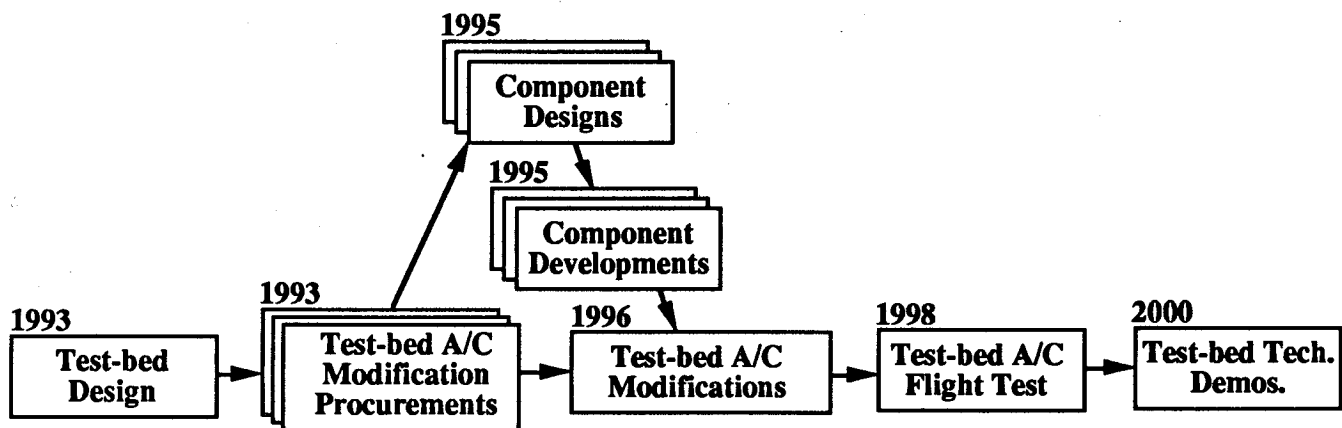 1995
Component
Designs
1995
Component
Developments
1993
Test-bed
Design
1993
Test-bed A/C
Modification
Procurements
1996
Test-bed A/C
Modifications
1998
Test-bed A/C
Flight Test
2000
Test-bed Tech.
Demos.